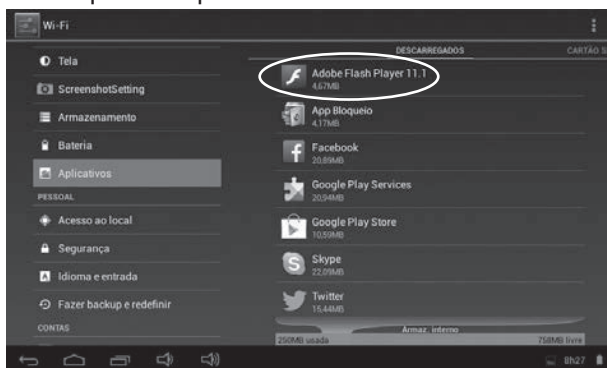 Wi-Fi
Tela
ScreenshotSetting
Armazenamento
Bateria
Aplicativos
PESSOAL
Acesso ao local
Segurança
Idioma e entrada
Fazer backup e redefinir
CONTAS
DESCARREGADOS
CARTÃO S
Adobe Flash Player 11.1
4,67MB
App Bloqueio
4,17MB
Facebook
20,89MB
Google Play Services
20,94MB
Google Play Store
10,59MB
Skype
22,09MB
Twitter
15,44MB
Armaz. interno
250MB usada
758MB livre
8h27